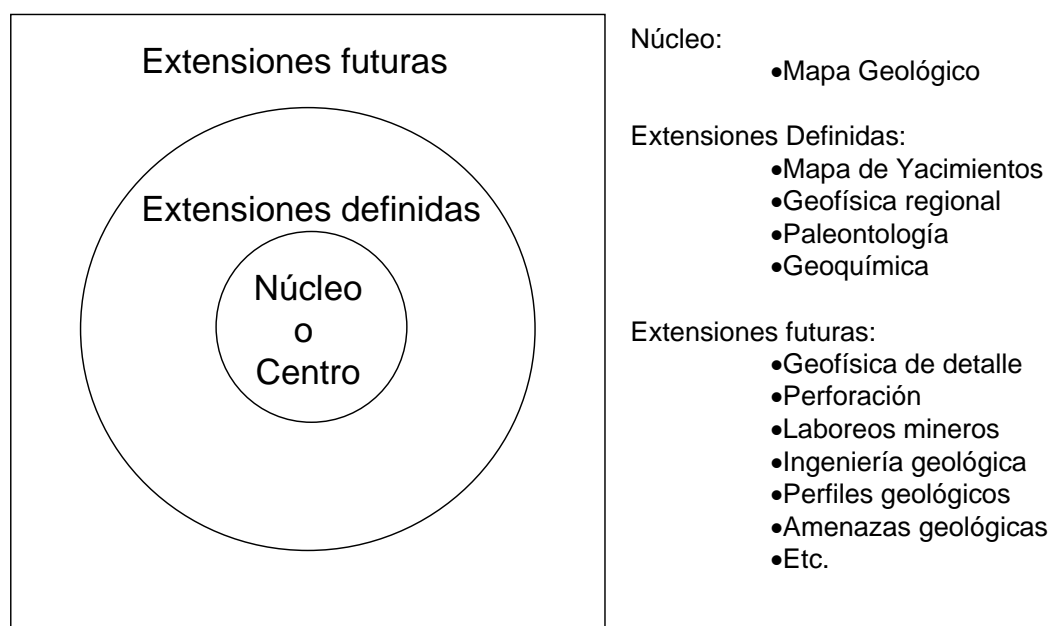 Extensiones futuras
Extensiones definidas
Núcleo
o
Centro
Núcleo:
•Mapa Geológico
Extensiones Definidas:
•Mapa de Yacimientos
•Geofísica regional
•Paleontología
•Geoquímica
Extensiones futuras:
•Geofísica de detalle
•Perforación
•Laboreos mineros
•Ingeniería geológica
•Perfiles geológicos
•Amenazas geológicas
•Etc.